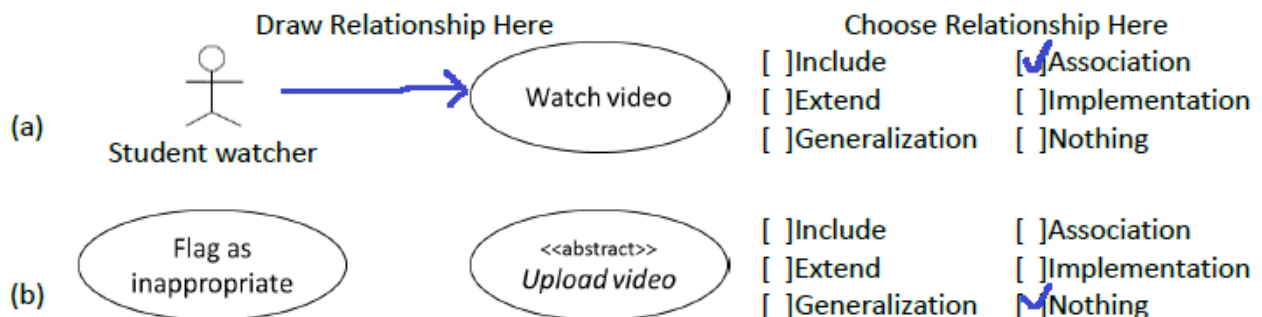 Draw Relationship Here Choose Relationship Here
[ ]Include [✓]Association
[ ]Extend [ ]Implementation
[ ]Generalization [ ]Nothing
(a)
Student watcher
Watch video
[ ]Include [ ]Association
[ ]Extend [ ]Implementation
[ ]Generalization [✓]Nothing
(b)
Flag as
inappropriate
<<abstract>>
Upload video